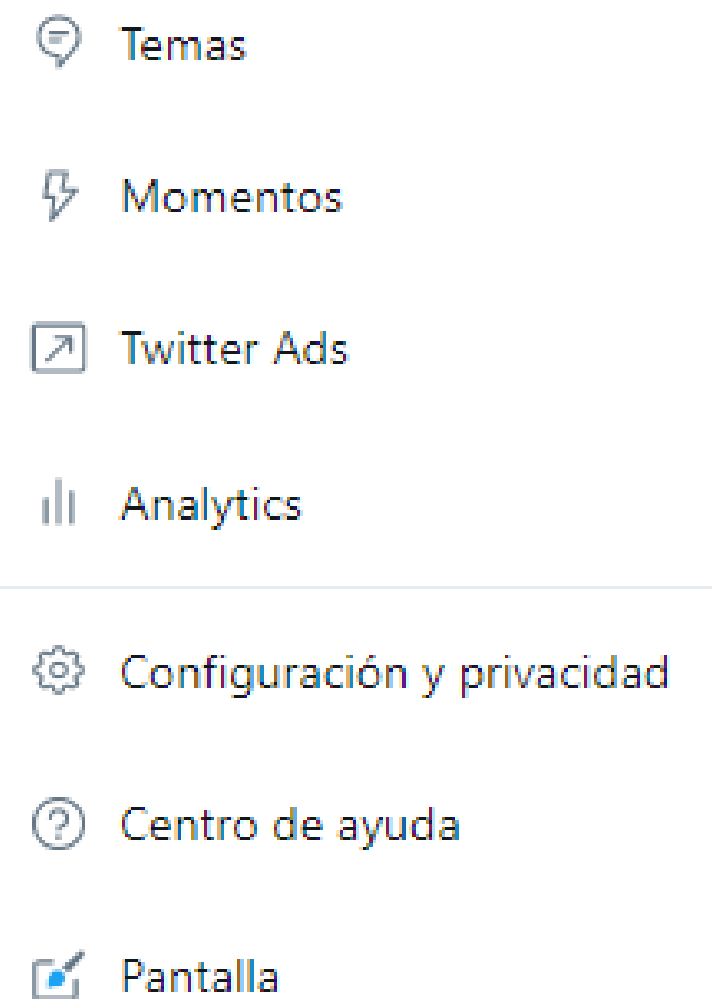 Temas
Momentos
Twitter Ads
Analytics
Configuración y privacidad
Centro de ayuda
Pantalla